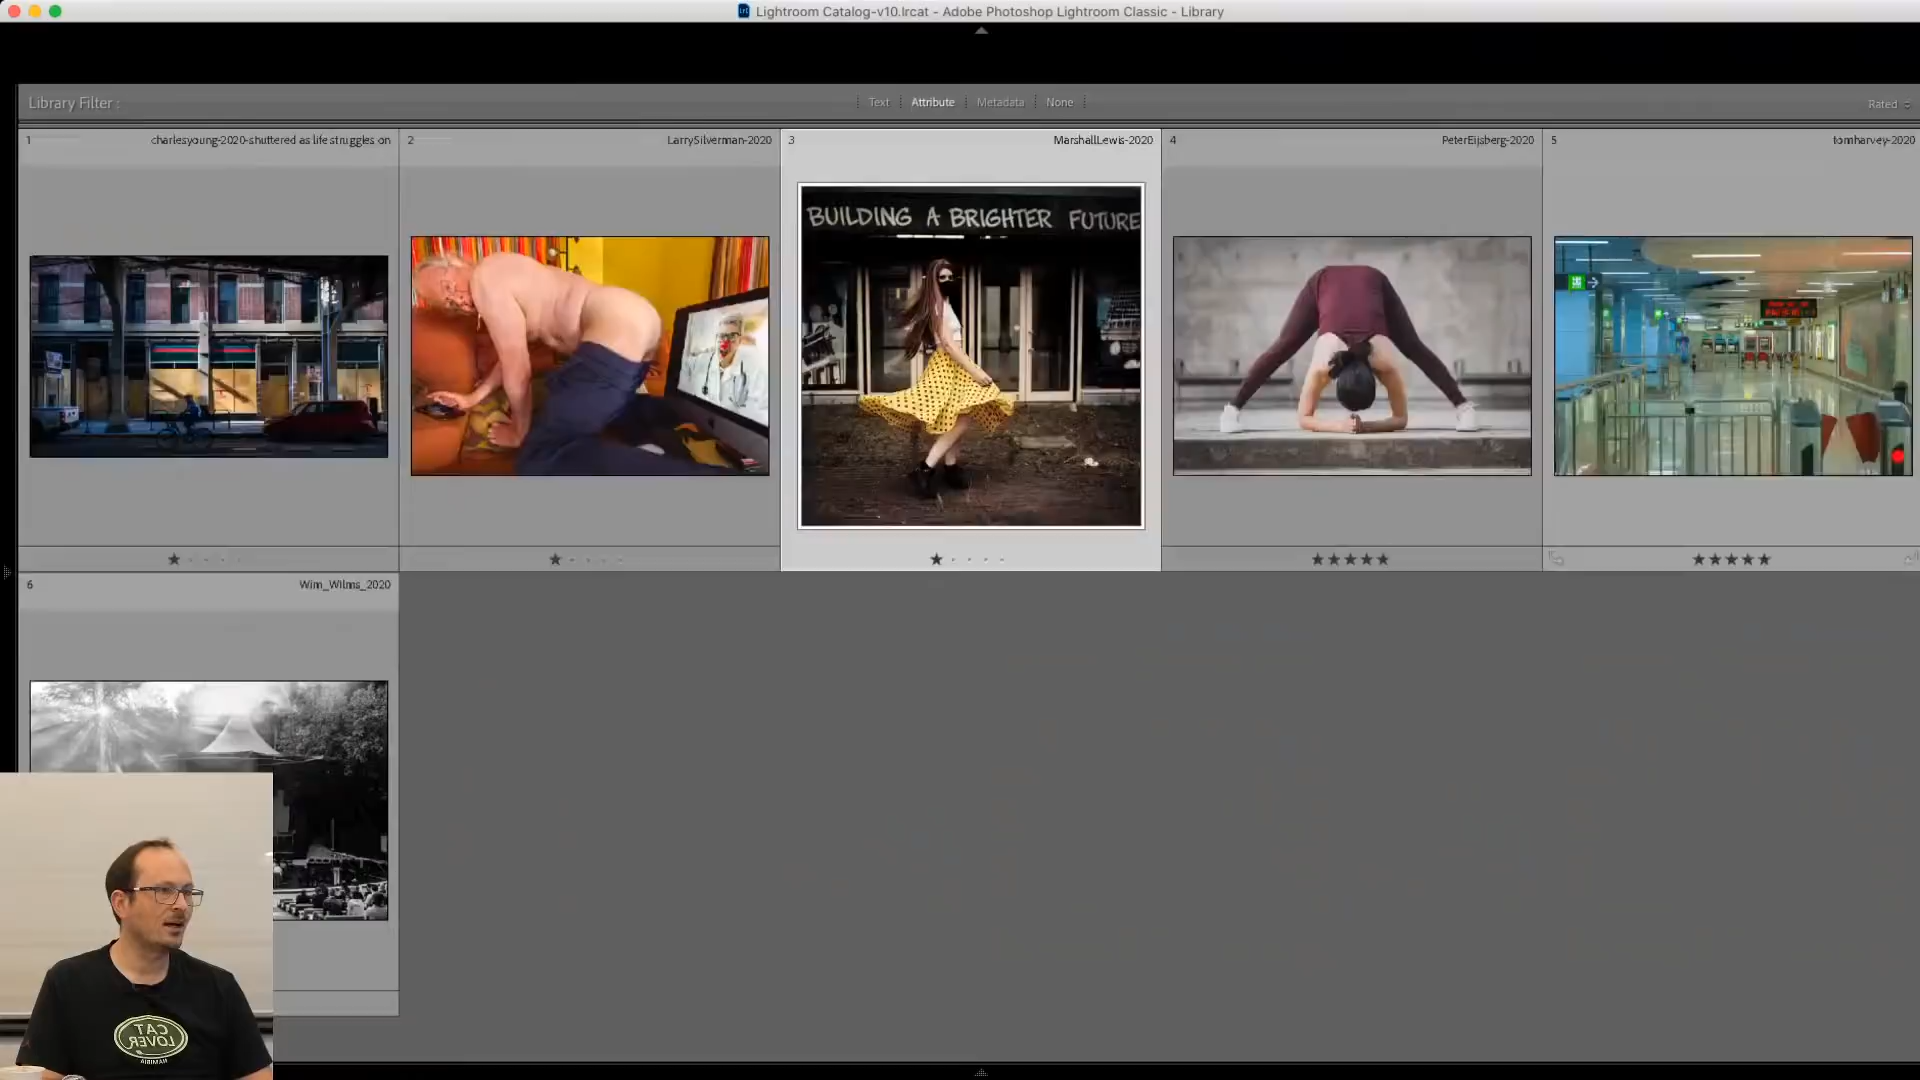 Lightroom Catalog-v10.lrcat - Adobe Photoshop Lightroom Classic - Library
Library Filter :
Text
Attribute
Metadata
None
Rated
1
charlesyoung-2020-shuttered as life struggles on
2
LarrySilverman-2020
3
MarshallLewis-2020
4
PeterEijsberg-2020
5
tomharvey-2020
BUILDING A BRIGHTER FUTURE
6
Wim_Wilms_2020
CAT
LOVER
NAMIBIA